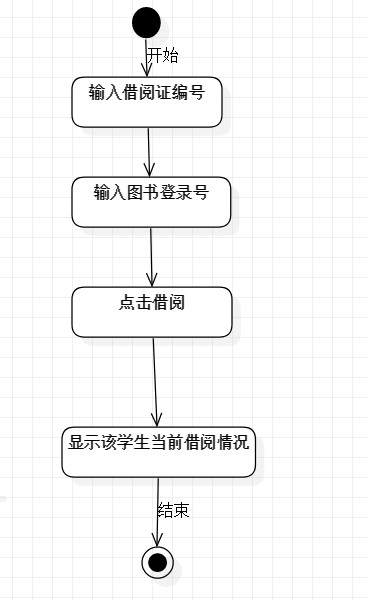 开始
输入借阅证编号
输入图书登录号
点击借阅
显示该学生当前借阅情况
结束